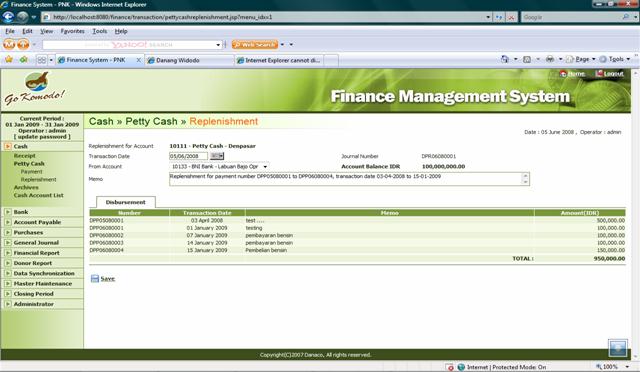 Finance System - PNK - Windows Internet Explorer
http://localhost:8080/finance/transaction/pettycashreplenishment.jsp?menu_idx=1
Google
File Edit View Favorites Tools Help
YAHOO! SEARCH
Web Search
Finance System - PNK
Danang Widodo
Internet Explorer cannot di...
Page Tools
Go Komodo!
Home Logout
Finance Management System
Current Period :
01 Jan 2009 - 31 Jan 2009
Operator : admin
[ update password ]
Cash
Receipt
Petty Cash
Payment
Replenishment
Archives
Cash Account List
Bank
Account Payable
Purchases
General Journal
Financial Report
Donor Report
Data Synchronization
Master Maintenance
Closing Period
Administrator
Cash » Petty Cash » Replenishment
Date : 05 June 2008 , Operator : admin
Replenishment for Account 10111 - Petty Cash - Denpasar
Transaction Date 05/06/2008 Journal Number DPR06080001
From Account 10133 - BNI Bank - Labuan Bajo Opr Account Balance IDR 100,000,000.00
Memo Replenishment for payment number DPP05080001 to DPP06080004, transaction date 03-04-2008 to 15-01-2009
Disbursement
Number Transaction Date Memo Amount(IDR)
DPP05080001 03 April 2008 test .... 500,000.00
DPP06080001 01 January 2009 testing 100,000.00
DPP06080002 07 January 2009 pembayaran bensin 100,000.00
DPP06080003 14 January 2009 pembayaran bensin 100,000.00
DPP06080004 15 January 2009 Pembelian bensin 150,000.00
TOTAL : 950,000.00
Save
Copyright(C)2007 Danaco, All rights reserved.
Internet | Protected Mode: On
100%